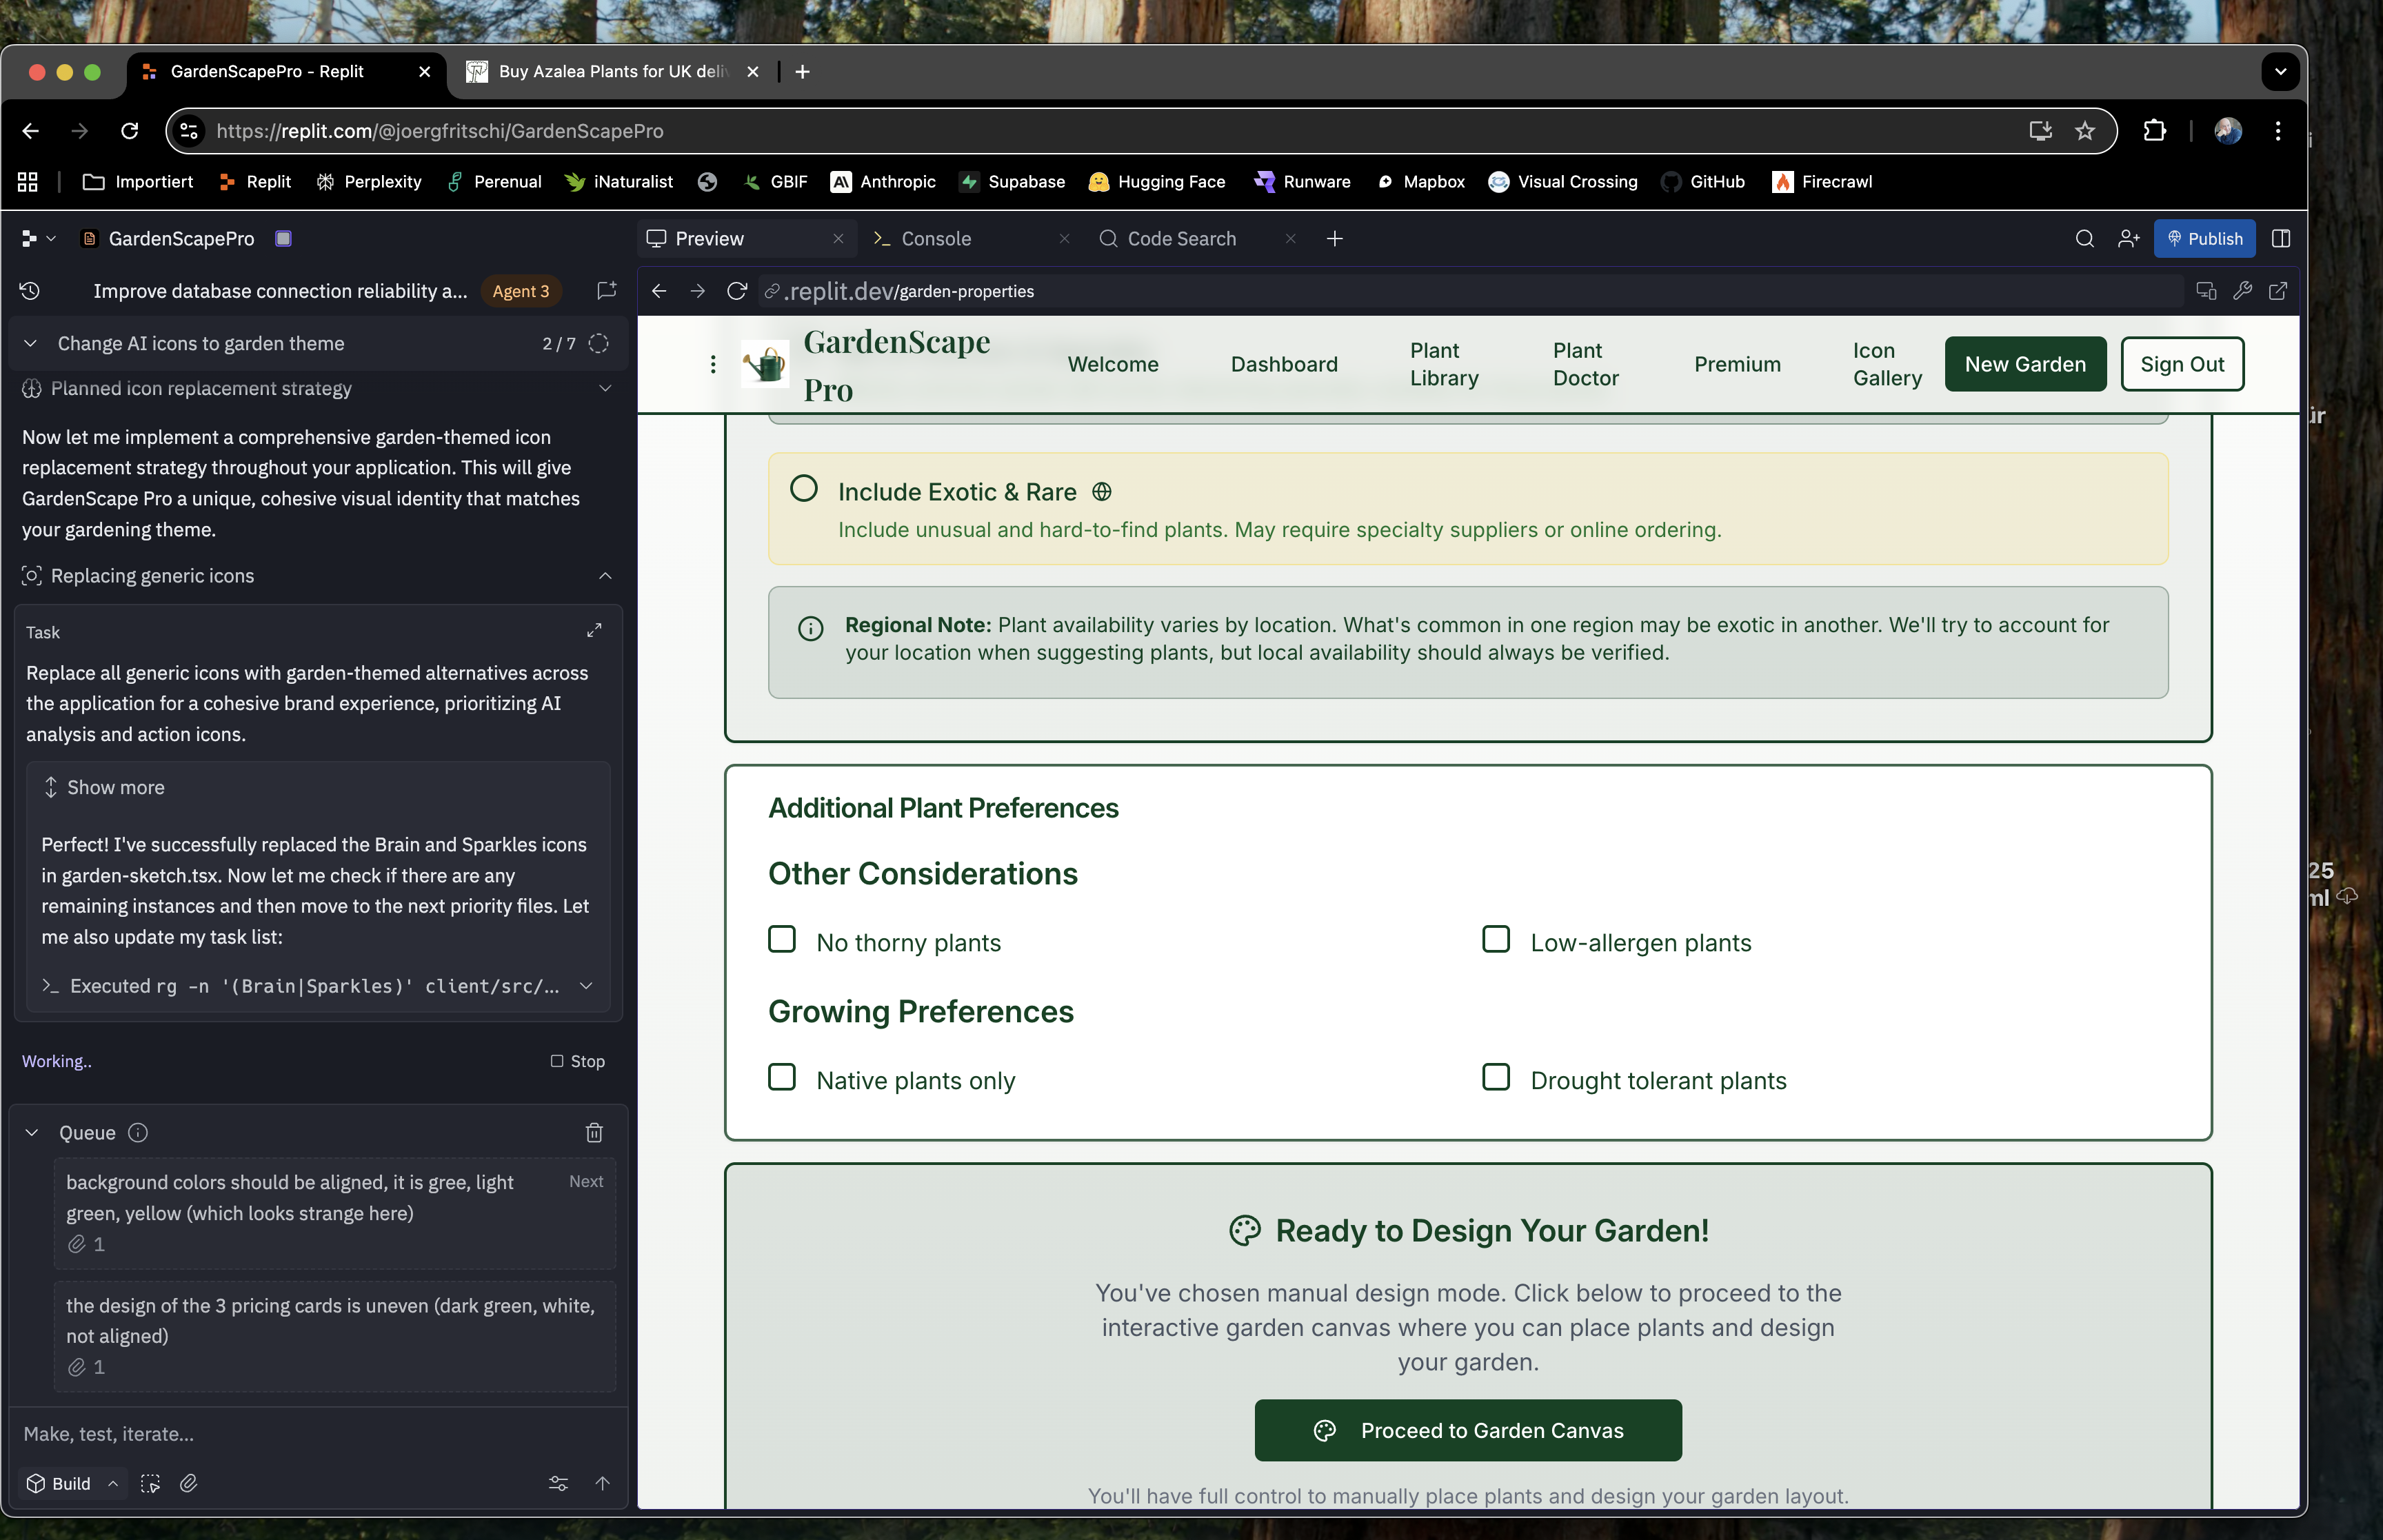 GardenScapePro - Replit
Buy Azalea Plants for UK deli
https://replit.com/@joergfritschi/GardenScapePro
Importiert
Replit
Perplexity
Perenual
iNaturalist
GBIF
Anthropic
Supabase
Hugging Face
Runware
Mapbox
Visual Crossing
GitHub
Firecrawl
GardenScapePro
Improve database connection reliability a...
Agent 3
Change AI icons to garden theme
2 / 7
Planned icon replacement strategy
Now let me implement a comprehensive garden-themed icon
replacement strategy throughout your application. This will give
GardenScape Pro a unique, cohesive visual identity that matches
your gardening theme.
Replacing generic icons
Task
Replace all generic icons with garden-themed alternatives across
the application for a cohesive brand experience, prioritizing AI
analysis and action icons.
Show more
Perfect! I've successfully replaced the Brain and Sparkles icons
in garden-sketch.tsx. Now let me check if there are any
remaining instances and then move to the next priority files. Let
me also update my task list:
Executed rg -n '(Brain|Sparkles)' client/src/...
Working..
Stop
Queue
background colors should be aligned, it is gree, light
green, yellow (which looks strange here)
Next
1
the design of the 3 pricing cards is uneven (dark green, white,
not aligned)
1
Make, test, iterate...
Build
Preview
Console
Code Search
Publish
.replit.dev/garden-properties
GardenScape
Pro
Welcome
Dashboard
Plant
Library
Plant
Doctor
Premium
Icon
Gallery
New Garden
Sign Out
Include Exotic & Rare
Include unusual and hard-to-find plants. May require specialty suppliers or online ordering.
Regional Note: Plant availability varies by location. What's common in one region may be exotic in another. We'll try to account for
your location when suggesting plants, but local availability should always be verified.
Additional Plant Preferences
Other Considerations
No thorny plants
Low-allergen plants
Growing Preferences
Native plants only
Drought tolerant plants
Ready to Design Your Garden!
You've chosen manual design mode. Click below to proceed to the
interactive garden canvas where you can place plants and design
your garden.
Proceed to Garden Canvas
You'll have full control to manually place plants and design your garden layout.
25